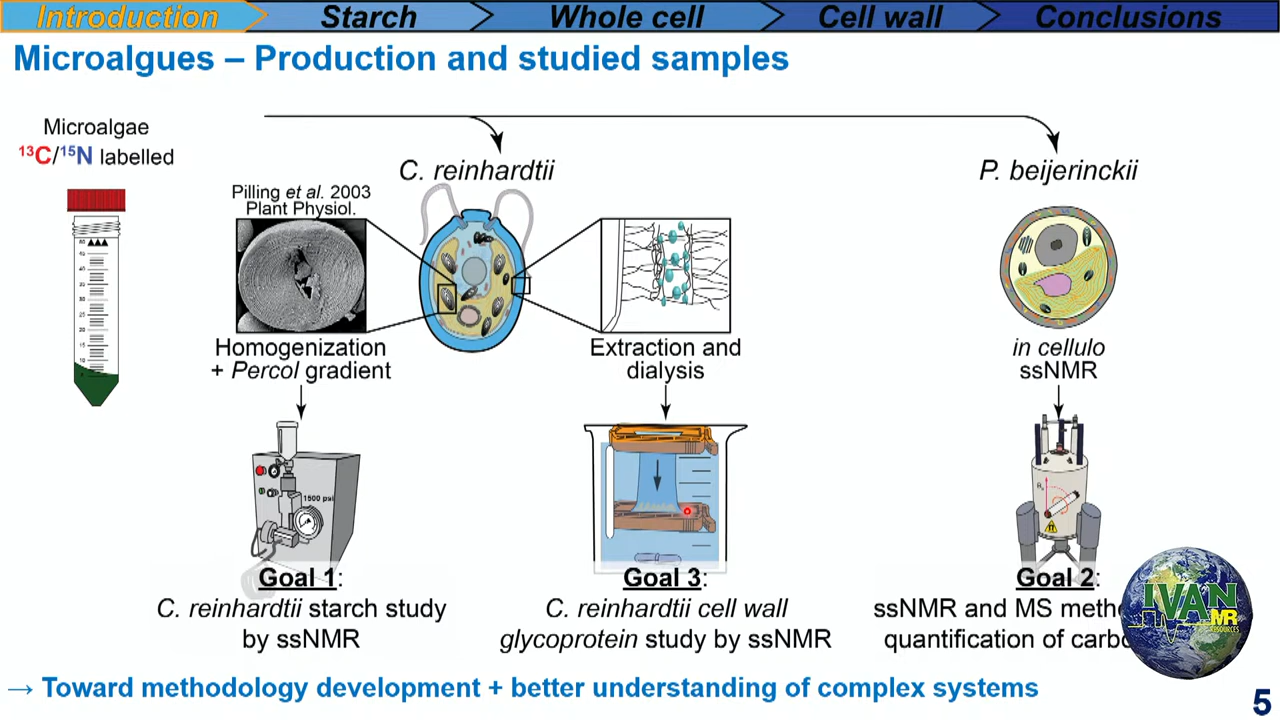 Introduction
Starch
Whole cell
Cell wall
Conclusions
Microalgues – Production and studied samples
Microalgae
13C/15N labelled
C. reinhardtii
P. beijerinckii
Pilling et al. 2003
Plant Physiol.
Homogenization
+ Percol gradient
Extraction and
dialysis
in cellulo
ssNMR
1500 psi
Goal 1:
C. reinhardtii starch study
by ssNMR
Goal 3:
C. reinhardtii cell wall
glycoprotein study by ssNMR
Goal 2:
ssNMR and MS
quantification of
IVAN
MR
RESOURCES
→ Toward methodology development + better understanding of complex systems
5